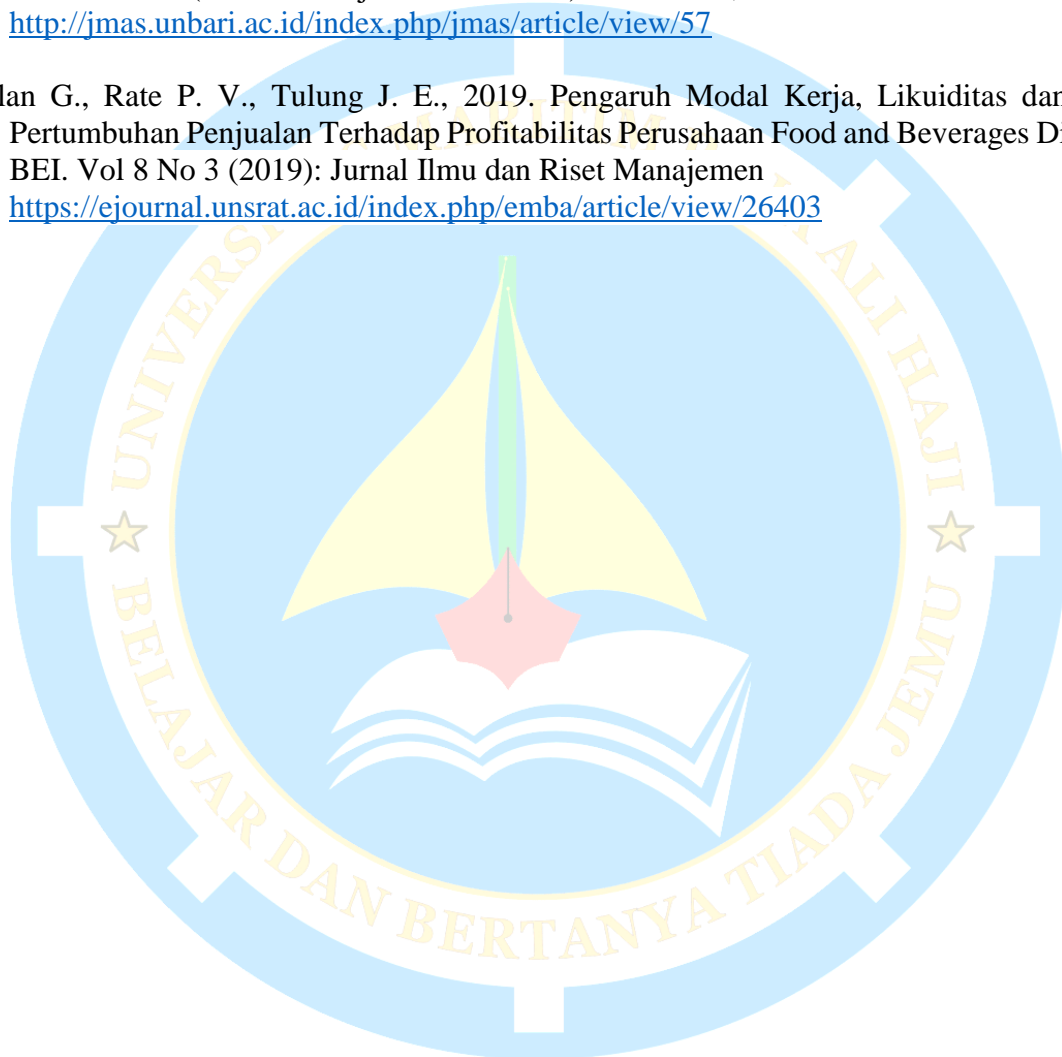 http://jmas.unbari.ac.id/index.php/jmas/article/view/57
G., Rate P. V., Tulung J. E., 2019. Pengaruh Modal Kerja, Likuiditas dan
Pertumbuhan Penjualan Terhadap Profitabilitas Perusahaan Food and Beverages Di
BEI. Vol 8 No 3 (2019): Jurnal Ilmu dan Riset Manajemen
https://ejournal.unsrat.ac.id/index.php/emba/article/view/26403
ALI HAJI
BELAJAR DAN BERTANYA TIADA JEMU